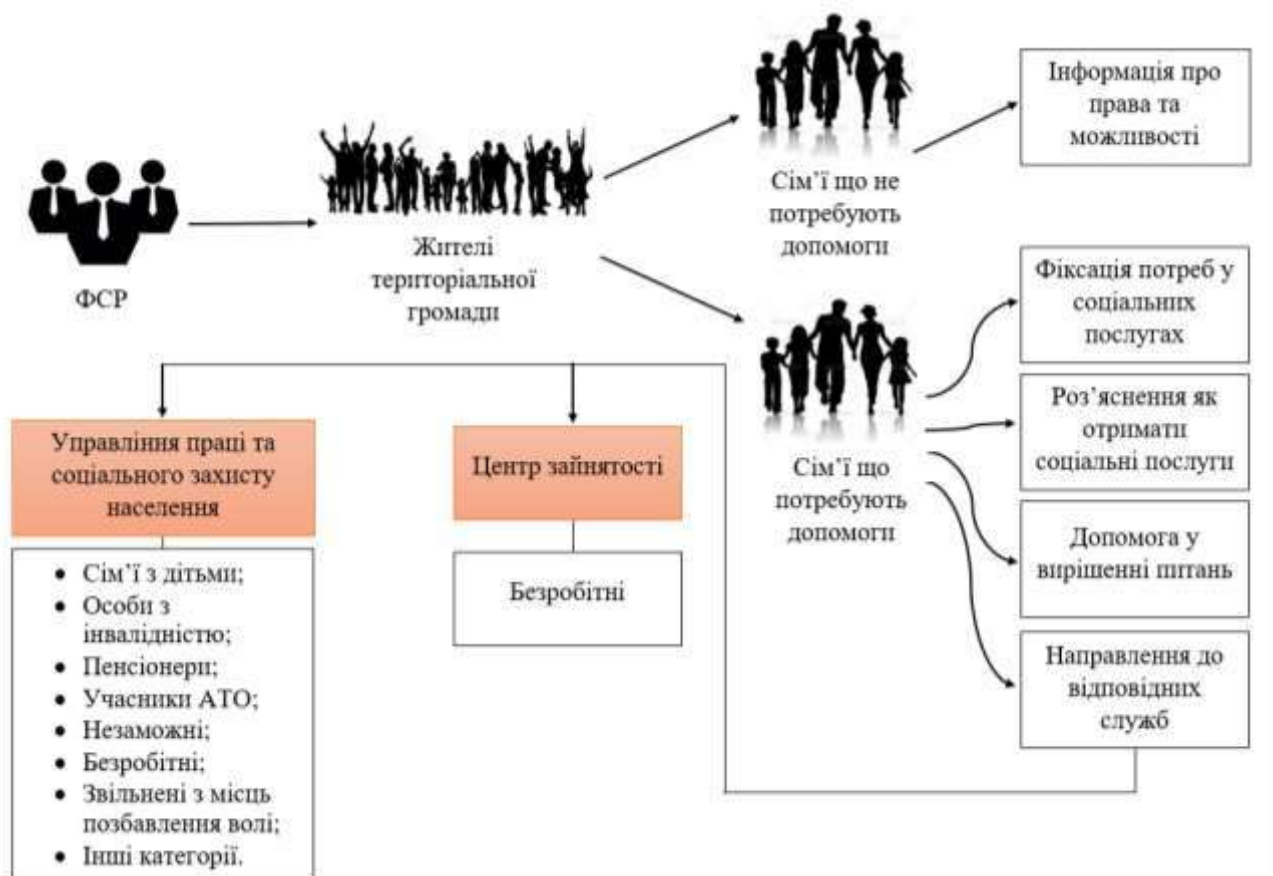 ФСР
Жителі
територіальної
громади
Сім’ї що не
потребують
допомоги
Інформація про
права та
можливості
Сім’ї що
потребують
допомоги
Фіксація потреб у
соціальних
послугах
Роз’яснення як
отримати
соціальні послуги
Допомога у
вирішенні питань
Направлення до
відповідних
служб
Управління праці та
соціального захисту
населення
• Сім’ї з дітьми;
• Особи з
інвалідністю;
• Пенсіонери;
• Учасники АТО;
• Незаможні;
• Безробітні;
• Звільнені з місць
позбавлення волі;
• Інші категорії.
Центр зайнятості
Безробітні